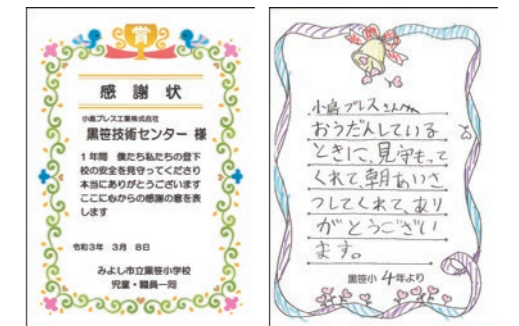 賞
感謝状
小島プレス工業株式会社
黒笹技術センター 様
1年間 僕たち私たちの登下
校の安全を見守ってくださり
本当にありがとうございます
ここに心からの感謝の意を表
します
令和3年 3月 8日
みよし市立黒笹小学校
児童・職員一同
小島プレスさんへ
おうだんしている
ときに、見守って
くれて、朝あいさ
つしてくれて、あり
がとうござい
ます。
黒笹小 4年より